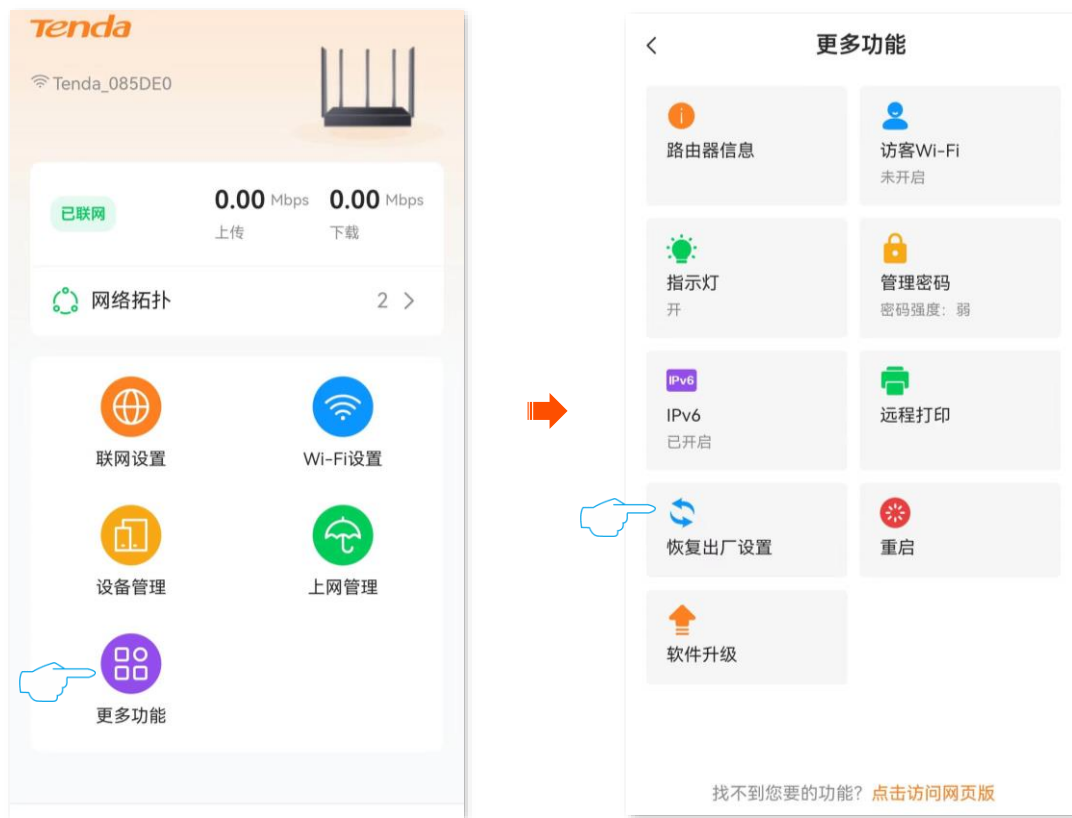 Tenda
Tenda_085DE0
已联网
0.00 Mbps 0.00 Mbps
上传 下载
网络拓扑 2
联网设置 Wi-Fi设置
设备管理 上网管理
更多功能
更多功能
路由器信息 访客Wi-Fi
未开启
指示灯 管理密码
开 密码强度：弱
IPv6
IPv6 远程打印
已开启
恢复出厂设置 重启
软件升级
找不到您要的功能？点击访问网页版